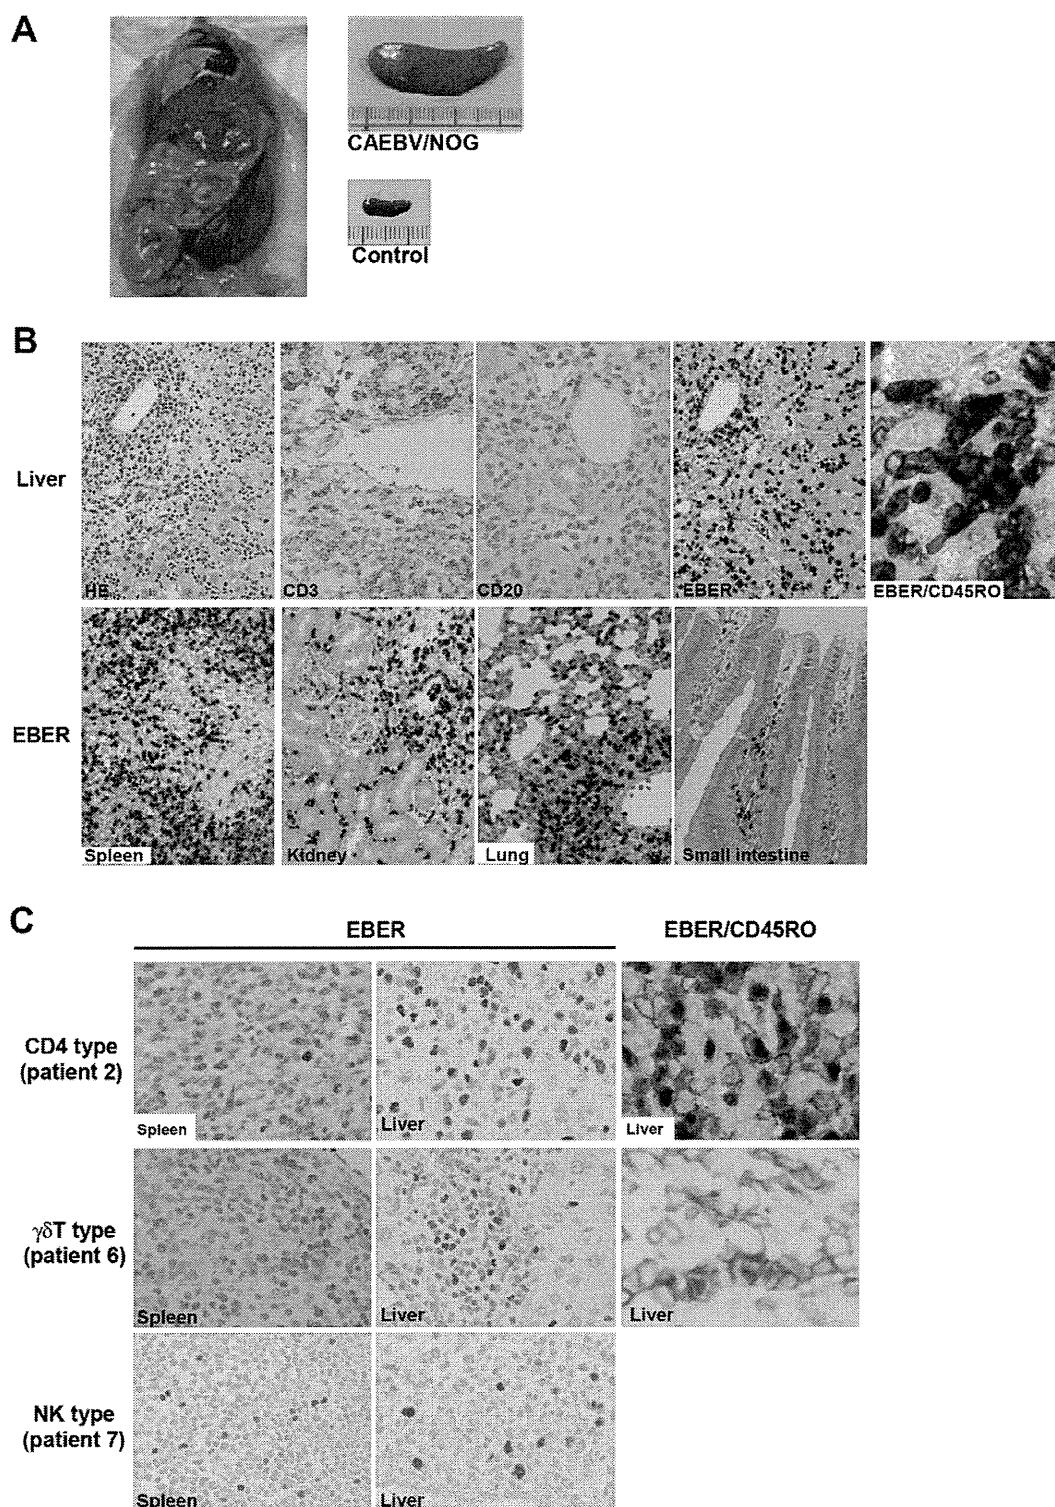 A
CAEBV/NOG
Control
B
Liver
HE
CD3
CD20
EBER
EBER/CD45RO
EBER
Spleen
Kidney
Lung
Small intestine
C
EBER
EBER/CD45RO
CD4 type
(patient 2)
Spleen
Liver
Liver
γδT type
(patient 6)
Spleen
Liver
Liver
NK type
(patient 7)
Spleen
Liver